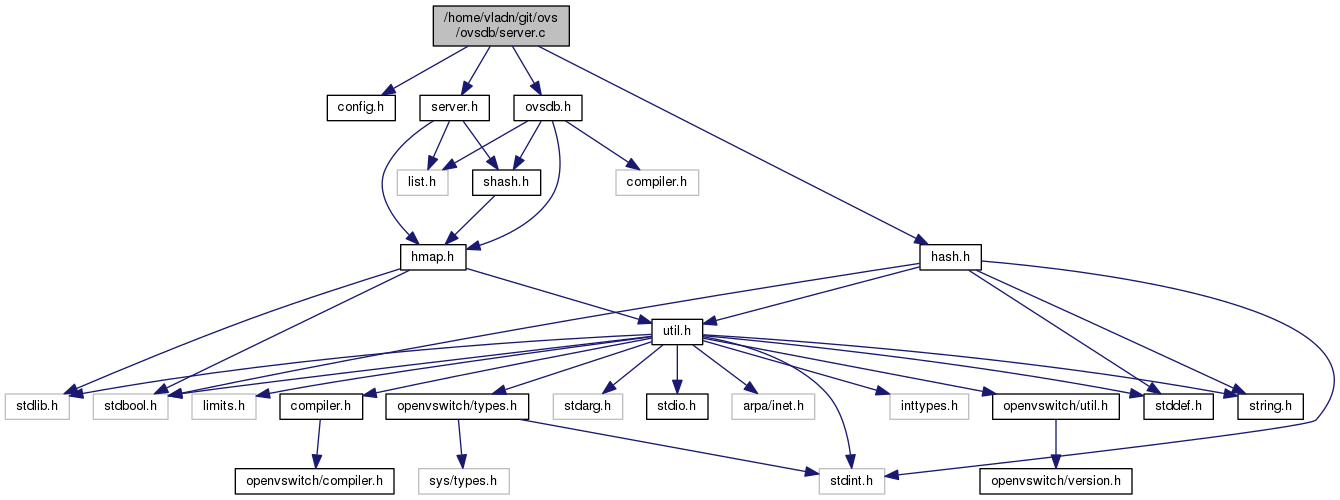 /home/vladn/git/ovs
/ovsdb/server.c
config.h
server.h
ovsdb.h
list.h
shash.h
compiler.h
hmap.h
hash.h
util.h
stdlib.h
stdbool.h
limits.h
compiler.h
openvswitch/types.h
stdarg.h
stdio.h
arpa/inet.h
inttypes.h
openvswitch/util.h
stddef.h
string.h
openvswitch/compiler.h
sys/types.h
stdint.h
openvswitch/version.h